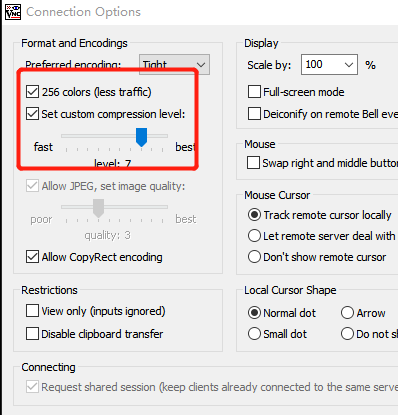 VNC Connection Options
Format and Encodings
Preferred encoding: Tight
256 colors (less traffic)
Set custom compression level:
fast best
level: 7
Allow JPEG, set image quality:
poor best
quality: 3
Allow CopyRect encoding
Restrictions
View only (inputs ignored)
Disable clipboard transfer
Display
Scale by: 100 %
Full-screen mode
Deiconify on remote Bell eve
Mouse
Swap right and middle button
Mouse Cursor
Track remote cursor locally
Let remote server deal with
Don't show remote cursor
Local Cursor Shape
Normal dot Arrow
Small dot Do not sh
Connecting
Request shared session (keep clients already connected to the same serve